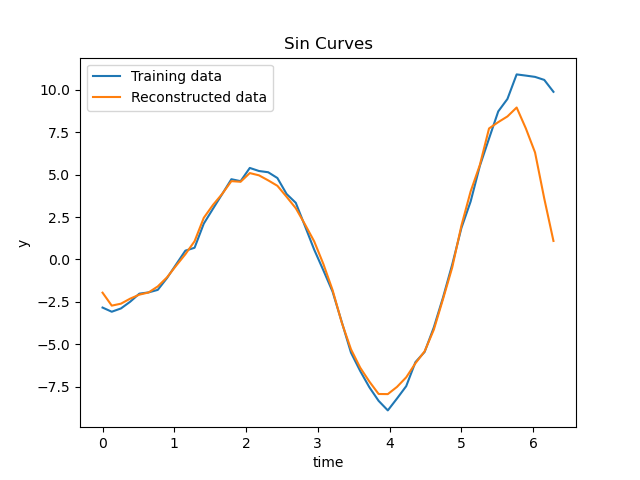 Sin Curves
Training data
Reconstructed data
10.0
7.5
5.0
2.5
0.0
−2.5
−5.0
−7.5
y
0 1 2 3 4 5 6
time